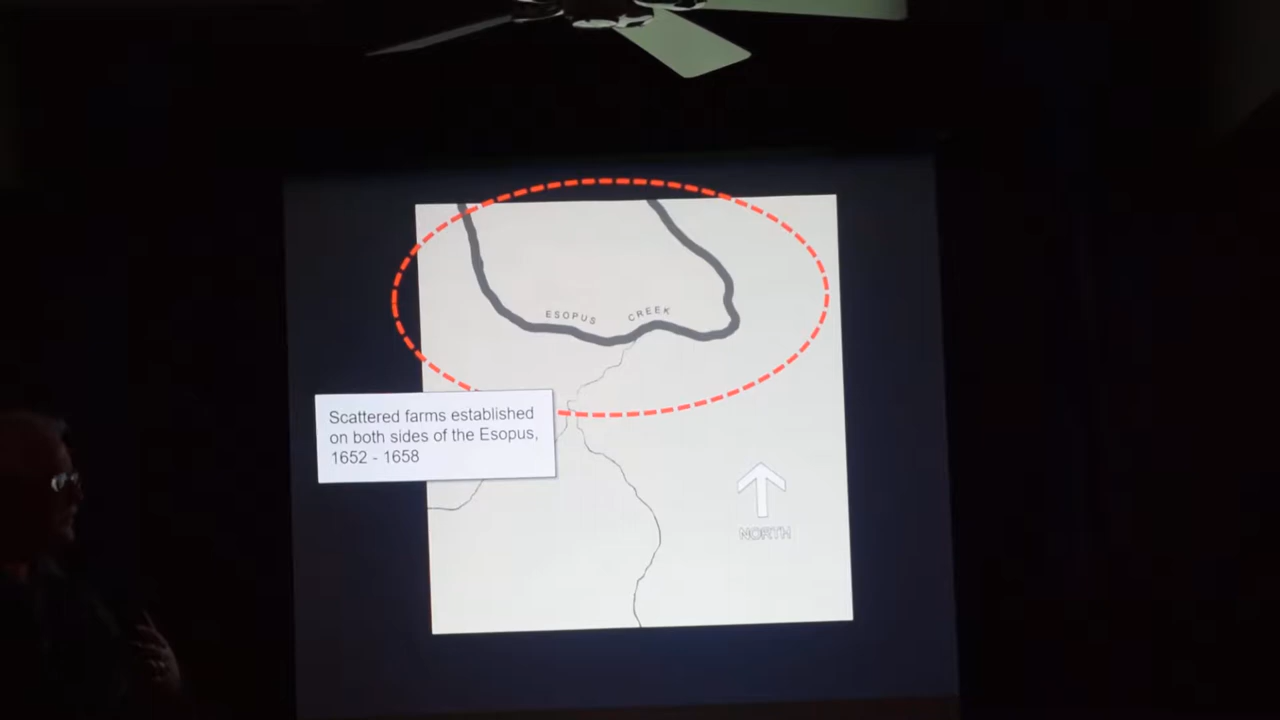 ESOPUS CREEK
Scattered farms established
on both sides of the Esopus,
1652 - 1658
NORTH